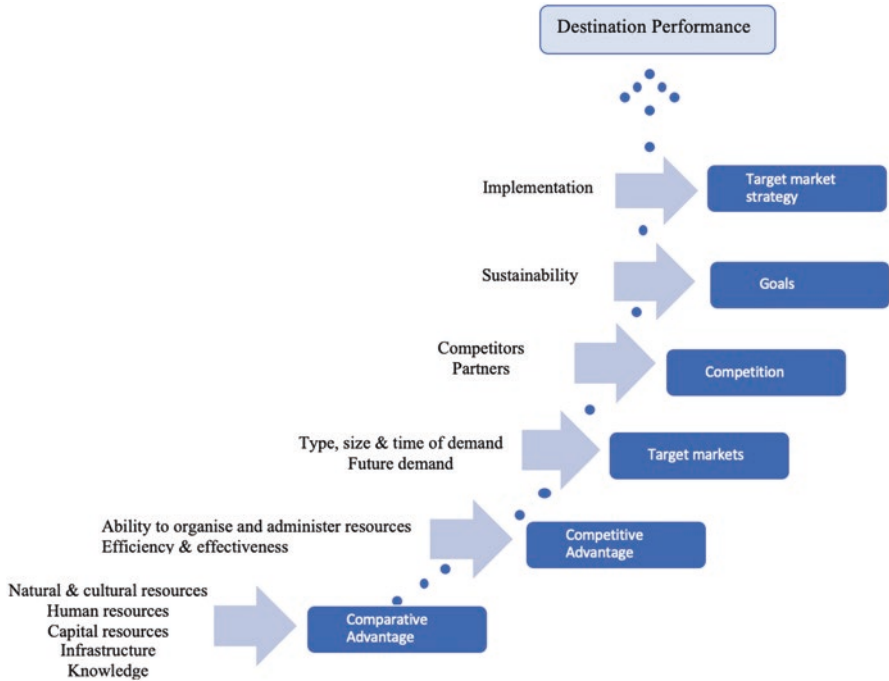 Destination Performance
Implementation
Target market
strategy
Sustainability
Goals
Competitors
Partners
Competition
Type, size & time of demand
Future demand
Target markets
Ability to organise and administer resources
Efficiency & effectiveness
Competitive
Advantage
Natural & cultural resources
Human resources
Capital resources
Infrastructure
Knowledge
Comparative
Advantage